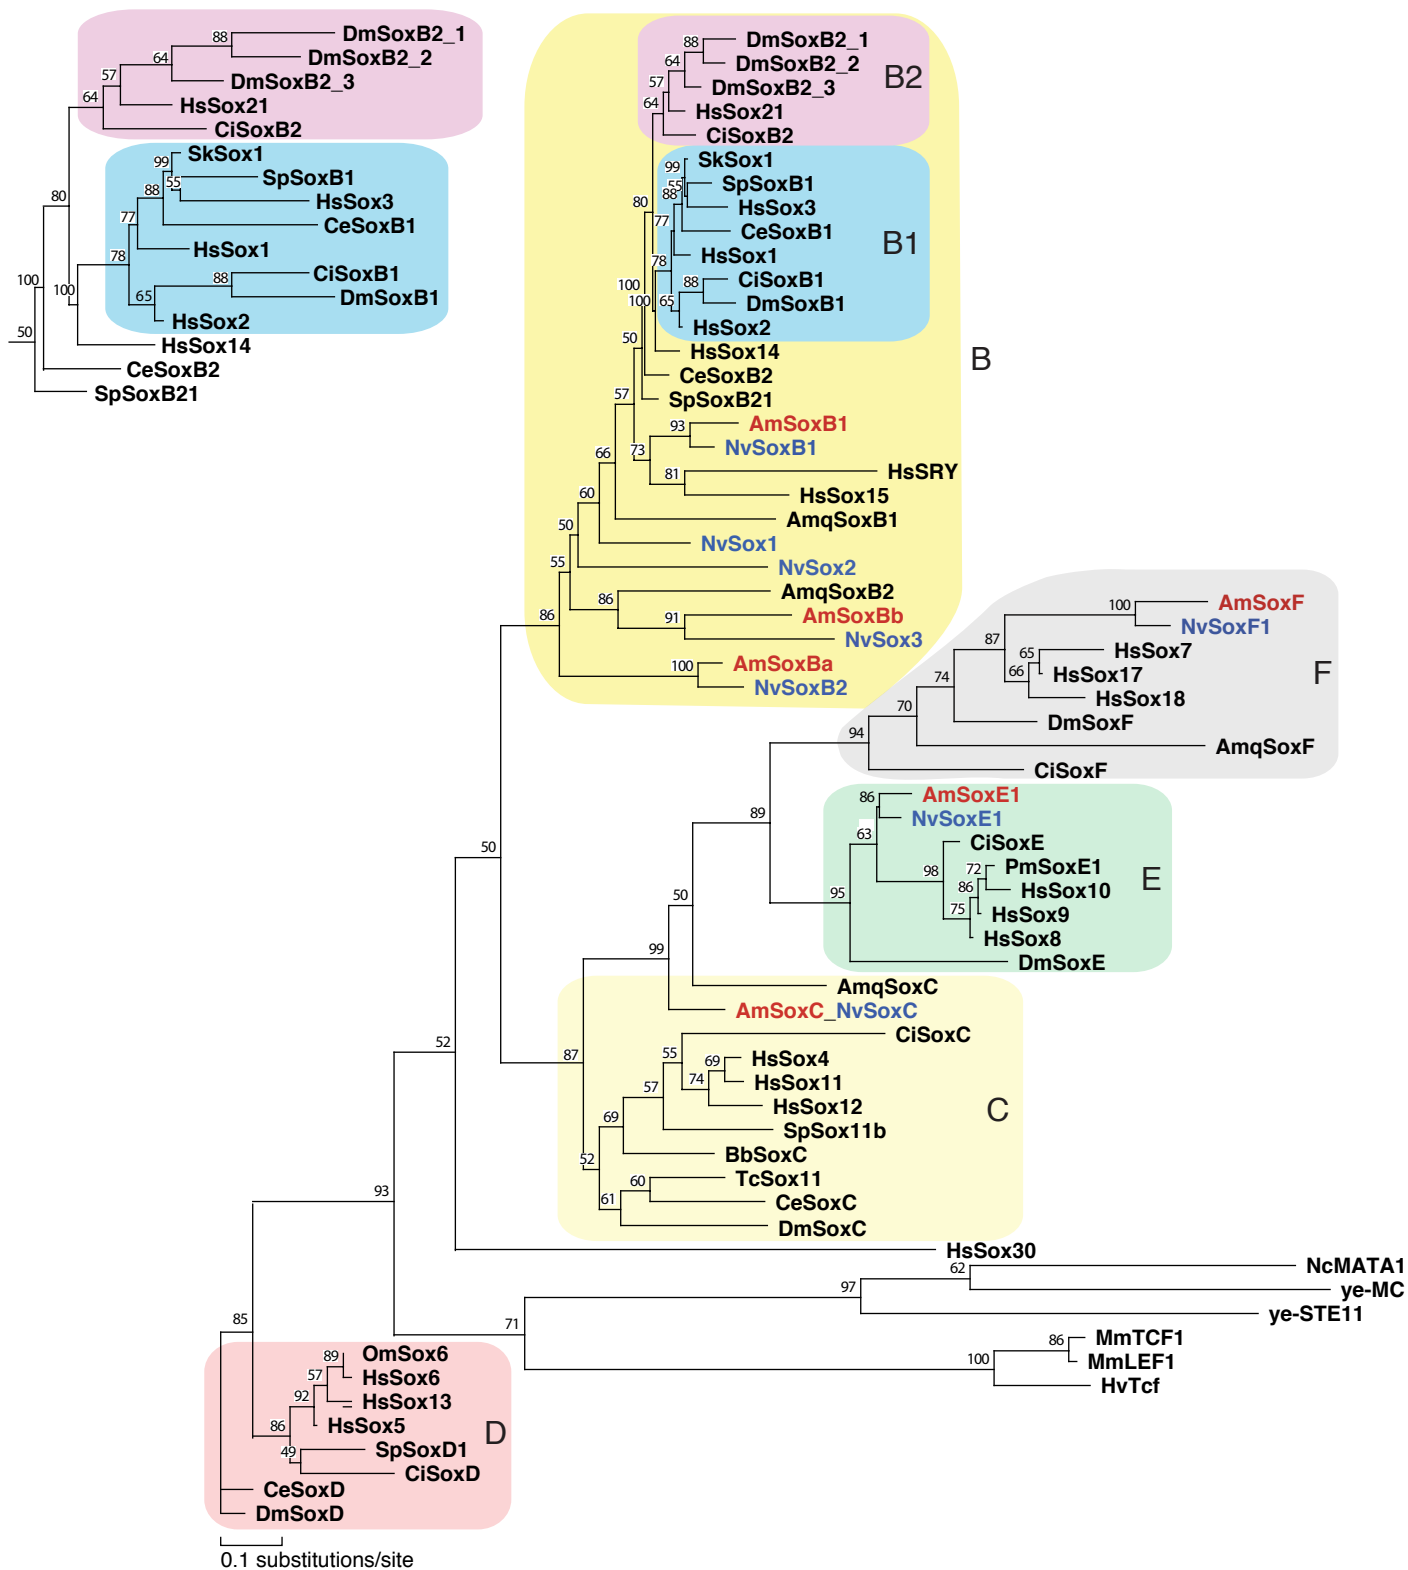 88
DmSoxB2_1
64
DmSoxB2_2
57
DmSoxB2_3
64
HsSox21
CiSoxB2
99
SkSox1
55
SpSoxB1
88
HsSox3
77
CeSoxB1
78
HsSox1
88
CiSoxB1
65
DmSoxB1
HsSox2
80
100
100
50
HsSox14
CeSoxB2
SpSoxB21
88
DmSoxB2_1
64
DmSoxB2_2
57
DmSoxB2_3
B2
64
HsSox21
CiSoxB2
99
SkSox1
55
SpSoxB1
88
HsSox3
80
77
CeSoxB1
B1
78
HsSox1
100
88
CiSoxB1
100
65
DmSoxB1
HsSox2
50
HsSox14
B
CeSoxB2
57
SpSoxB21
93
AmSoxB1
73
NvSoxB1
66
81
HsSRY
60
HsSox15
50
AmqSoxB1
NvSox1
55
NvSox2
86
AmqSoxB2
86
91
AmSoxBb
NvSox3
100
AmSoxBa
NvSoxB2
100
AmSoxF
NvSoxF1
87
65
HsSox7
66
HsSox17
F
74
HsSox18
70
DmSoxF
94
AmqSoxF
CiSoxF
86
AmSoxE1
89
NvSoxE1
63
CiSoxE
98
72
PmSoxE1
86
HsSox10
E
95
75
HsSox9
HsSox8
DmSoxE
50
50
99
AmqSoxC
AmSoxC_NvSoxC
CiSoxC
52
87
55
69
HsSox4
74
HsSox11
57
HsSox12
C
69
SpSox11b
52
BbSoxC
60
TcSox11
61
CeSoxC
DmSoxC
93
HsSox30
62
NcMATA1
97
ye-MC
71
ye-STE11
86
MmTCF1
100
MmLEF1
HvTcf
85
89
OmSox6
57
HsSox6
92
HsSox13
86
HsSox5
D
49
SpSoxD1
CiSoxD
CeSoxD
DmSoxD
0.1 substitutions/site